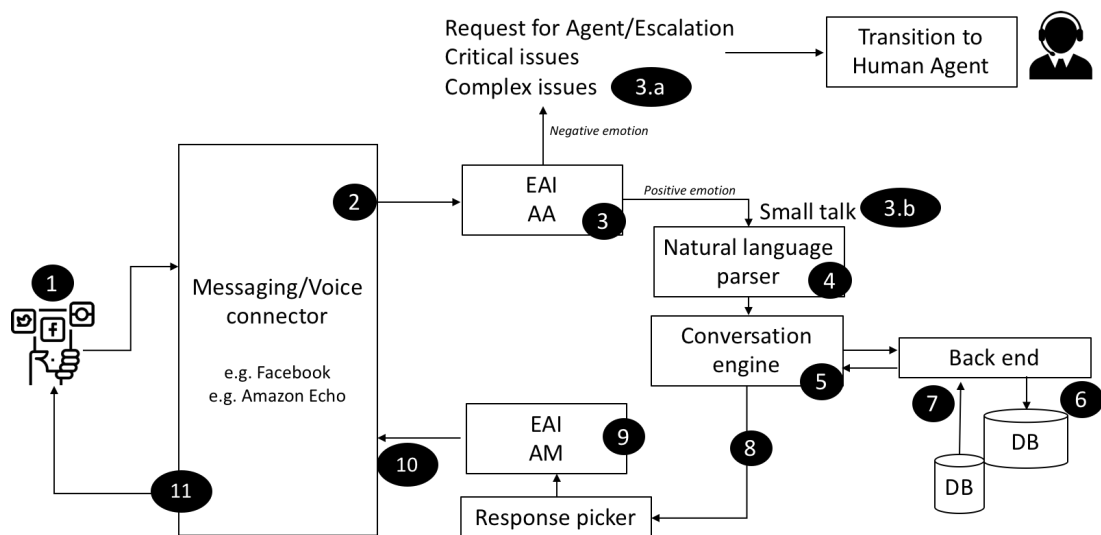 Request for Agent/Escalation
Critical issues
Complex issues
3.a
Transition to
Human Agent
Negative emotion
EAI
AA
2
3
Positive emotion
Small talk
3.b
Natural language
parser
4
1
f
Messaging/Voice
connector
e.g. Facebook
e.g. Amazon Echo
Conversation
engine
5
Back end
6
7
DB
DB
EAI
AM
9
8
10
11
Response picker